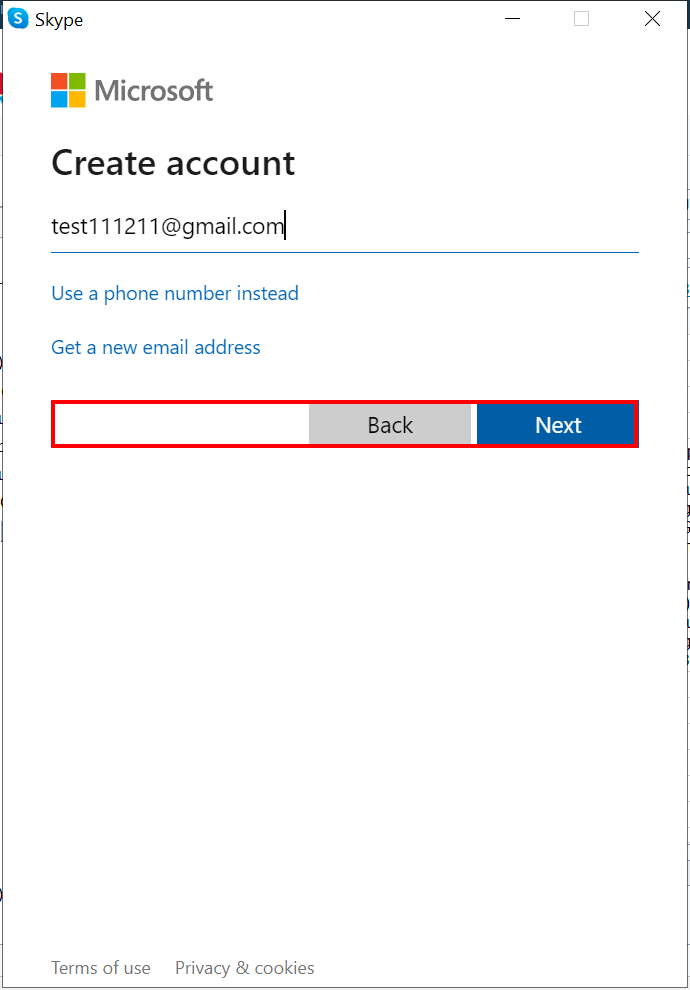 Skype
Microsoft
Create account
test111211@gmail.com
Use a phone number instead
Get a new email address
Back Next
Terms of use Privacy & cookies